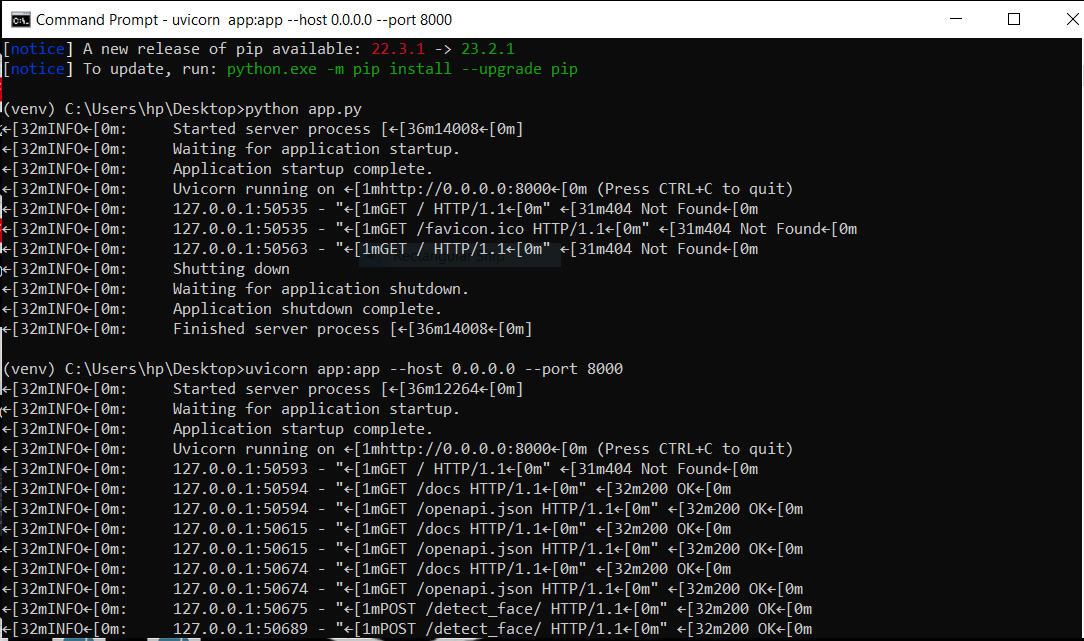 Command Prompt - uvicorn  app:app --host 0.0.0.0 --port 8000
[notice] A new release of pip available: 22.3.1 -> 23.2.1
[notice] To update, run: python.exe -m pip install --upgrade pip
(venv) C:\Users\hp\Desktop>python app.py
←[32mINFO←[0m:     Started server process [←[36m14008←[0m]
←[32mINFO←[0m:     Waiting for application startup.
←[32mINFO←[0m:     Application startup complete.
←[32mINFO←[0m:     Uvicorn running on ←[1mhttp://0.0.0.0:8000←[0m (Press CTRL+C to quit)
←[32mINFO←[0m:     127.0.0.1:50535 - "←[1mGET / HTTP/1.1←[0m" ←[31m404 Not Found←[0m
←[32mINFO←[0m:     127.0.0.1:50535 - "←[1mGET /favicon.ico HTTP/1.1←[0m" ←[31m404 Not Found←[0m
←[32mINFO←[0m:     127.0.0.1:50563 - "←[1mGET / HTTP/1.1←[0m" ←[31m404 Not Found←[0m
Rectangular Snip
←[32mINFO←[0m:     Shutting down
←[32mINFO←[0m:     Waiting for application shutdown.
←[32mINFO←[0m:     Application shutdown complete.
←[32mINFO←[0m:     Finished server process [←[36m14008←[0m]
(venv) C:\Users\hp\Desktop>uvicorn app:app --host 0.0.0.0 --port 8000
←[32mINFO←[0m:     Started server process [←[36m12264←[0m]
←[32mINFO←[0m:     Waiting for application startup.
←[32mINFO←[0m:     Application startup complete.
←[32mINFO←[0m:     Uvicorn running on ←[1mhttp://0.0.0.0:8000←[0m (Press CTRL+C to quit)
←[32mINFO←[0m:     127.0.0.1:50593 - "←[1mGET / HTTP/1.1←[0m" ←[31m404 Not Found←[0m
←[32mINFO←[0m:     127.0.0.1:50594 - "←[1mGET /docs HTTP/1.1←[0m" ←[32m200 OK←[0m
←[32mINFO←[0m:     127.0.0.1:50594 - "←[1mGET /openapi.json HTTP/1.1←[0m" ←[32m200 OK←[0m
←[32mINFO←[0m:     127.0.0.1:50615 - "←[1mGET /docs HTTP/1.1←[0m" ←[32m200 OK←[0m
←[32mINFO←[0m:     127.0.0.1:50615 - "←[1mGET /openapi.json HTTP/1.1←[0m" ←[32m200 OK←[0m
←[32mINFO←[0m:     127.0.0.1:50674 - "←[1mGET /docs HTTP/1.1←[0m" ←[32m200 OK←[0m
←[32mINFO←[0m:     127.0.0.1:50674 - "←[1mGET /openapi.json HTTP/1.1←[0m" ←[32m200 OK←[0m
←[32mINFO←[0m:     127.0.0.1:50675 - "←[1mPOST /detect_face/ HTTP/1.1←[0m" ←[32m200 OK←[0m
←[32mINFO←[0m:     127.0.0.1:50689 - "←[1mPOST /detect_face/ HTTP/1.1←[0m" ←[32m200 OK←[0m